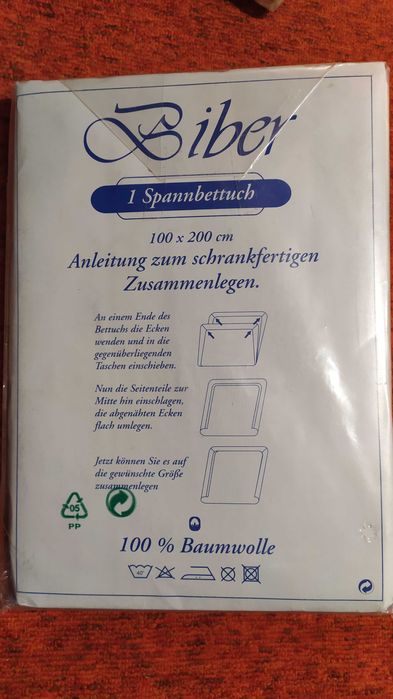 Biber
1 Spannbettuch
100 x 200 cm
Anleitung zum schrankfertigen
Zusammenlegen.
An einem Ende des
Bettuchs die Ecken
wenden und in die
gegenüberliegenden
Taschen einschieben.
Nun die Seitenteile zur
Mitte hin einschlagen,
die abgenähten Ecken
flach umlegen.
Jetzt können Sie es auf
die gewünschte Größe
zusammenlegen
05
PP
100 % Baumwolle
40°